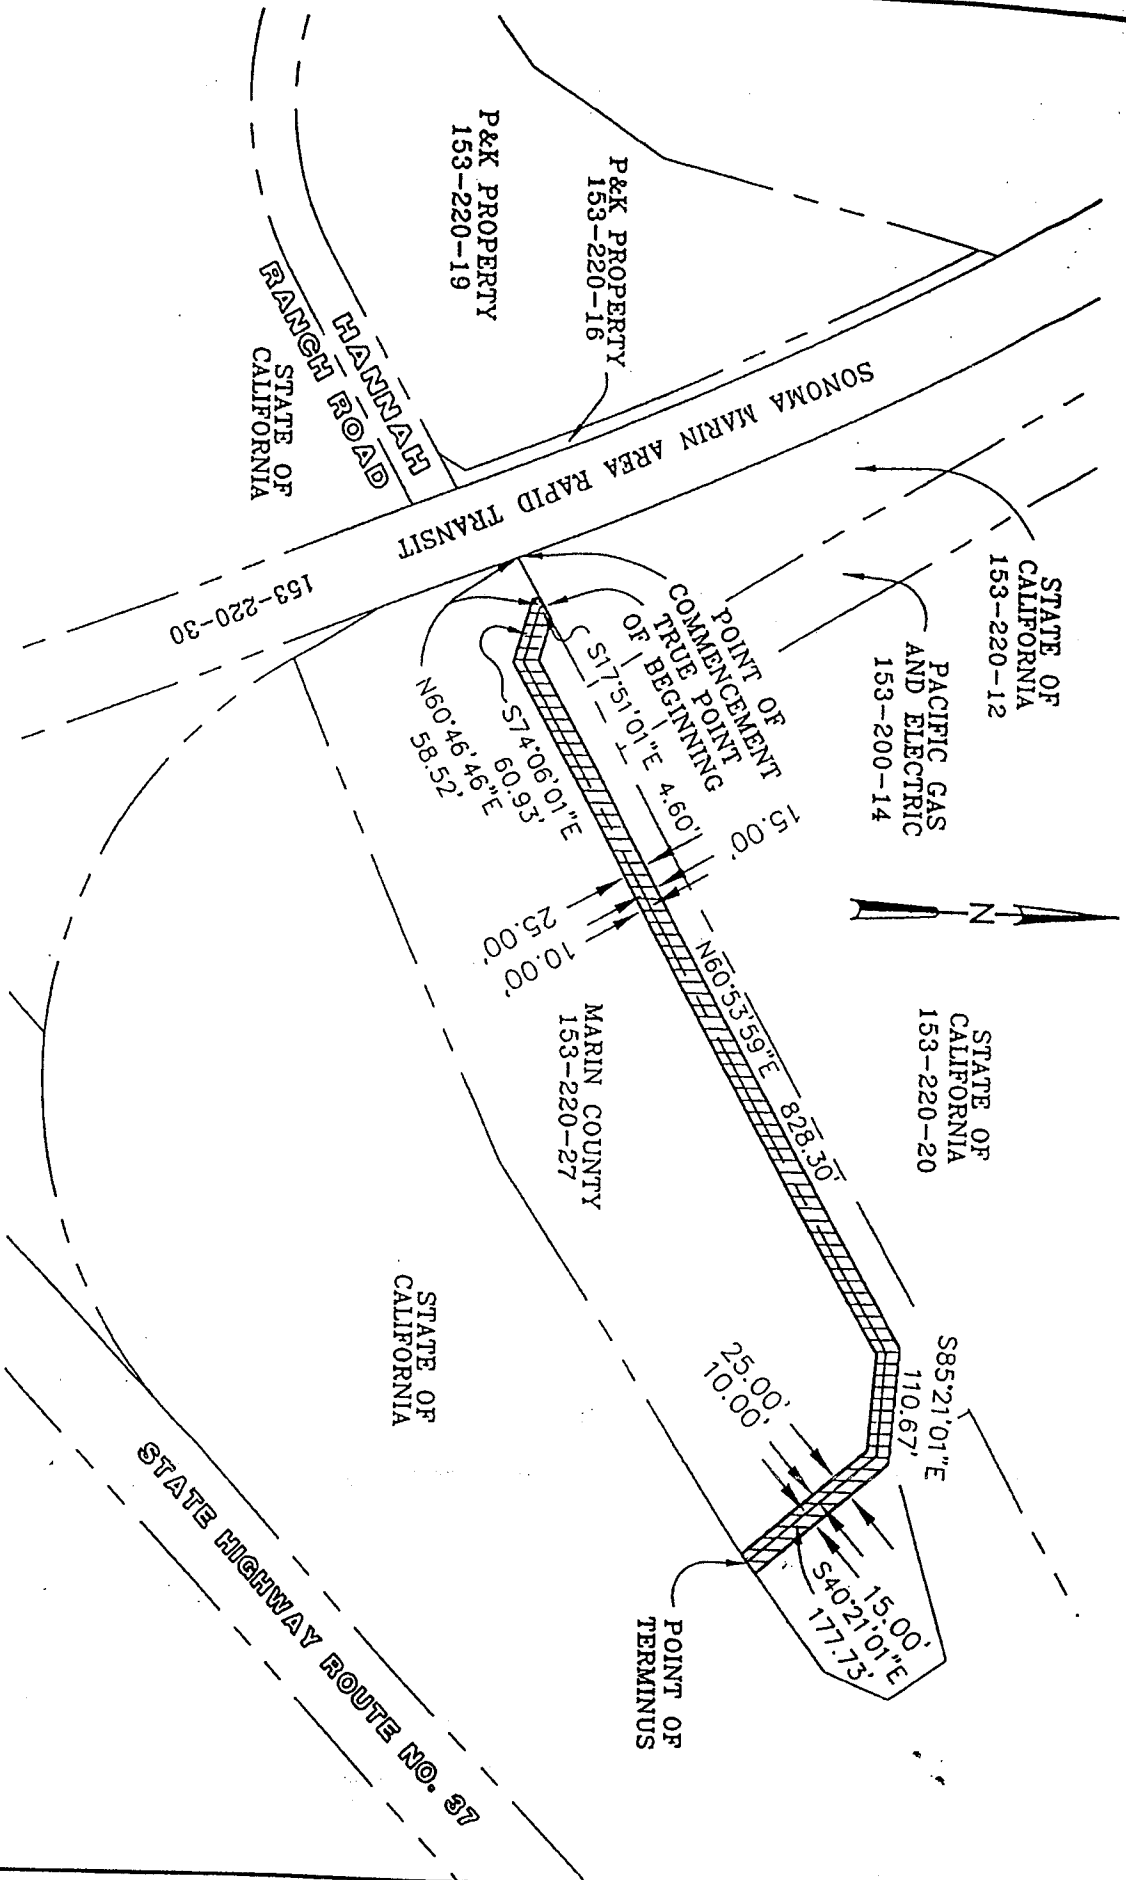 P&K PROPERTY
153-220-19
P&K PROPERTY
153-220-16
HANNAH
RANCH ROAD
STATE OF
CALIFORNIA
SONOMA MARIN AREA RAPID TRANSIT
153-220-30
STATE OF
CALIFORNIA
153-220-12
PACIFIC GAS
AND ELECTRIC
153-200-14
POINT OF
COMMENCEMENT
TRUE POINT
OF BEGINNING
S17°51'01"E 4.60'
S74°06'01"E
60.93'
N60°46'46"E
58.52'
15.00'
25.00'
10.00'
N
N60°53'59"E 828.30'
STATE OF
CALIFORNIA
153-220-20
MARIN COUNTY
153-220-27
STATE OF
CALIFORNIA
S85°21'01"E
110.67'
25.00'
10.00'
15.00'
S40°21'01"E
177.73'
POINT OF
TERMINUS
STATE HIGHWAY ROUTE NO. 37